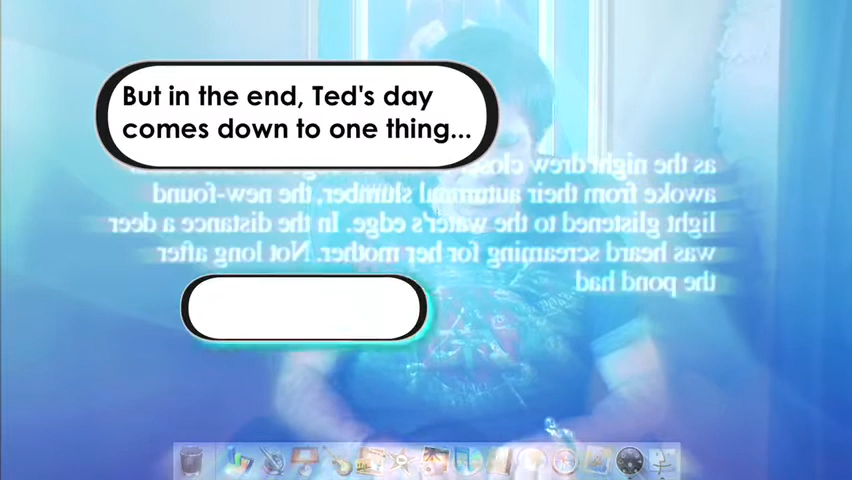 But in the end, Ted's day
comes down to one thing...
as the night drew
awoke from their autumnal slumber, the new-found
light glistened to the water's edge. In the distance a deer
was heard screaming for her mother. Not long after
the pond had